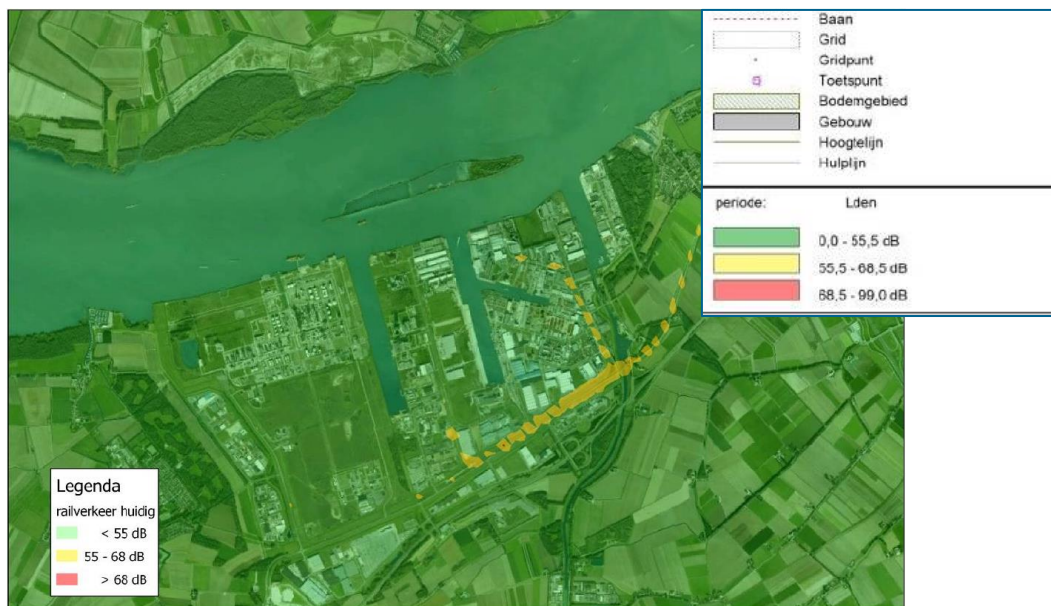 Baan
Grid
Gridpunt
Toetspunt
Bodemgebied
Gebouw
Hoogtelijn
Hulplijn
periode: Lden
0,0 - 55,5 dB
55,5 - 68,5 dB
68,5 - 99,0 dB
Legenda
railverkeer huidig
< 55 dB
55 - 68 dB
> 68 dB